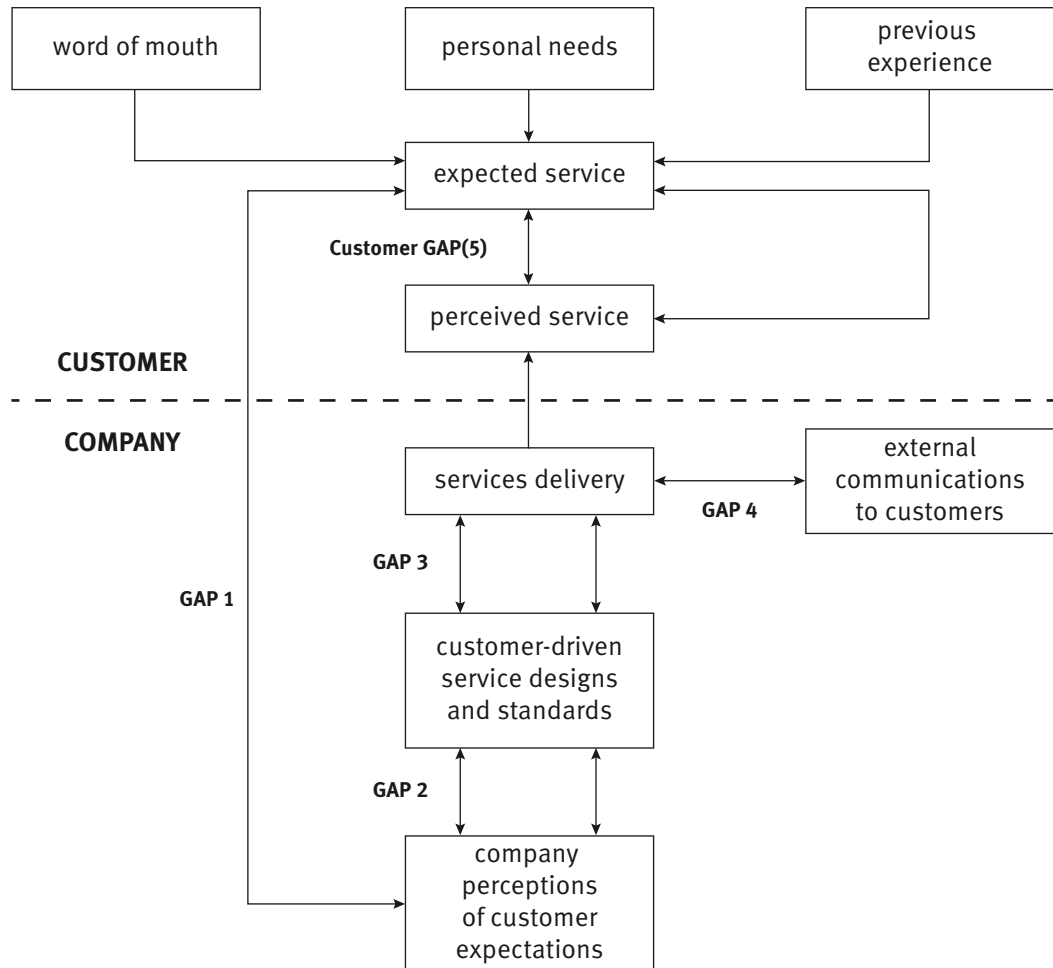 word of mouth
personal needs
previous
experience
expected service
Customer GAP(5)
perceived service
CUSTOMER
COMPANY
services delivery
external
communications
to customers
GAP 4
GAP 3
GAP 1
customer-driven
service designs
and standards
GAP 2
company
perceptions
of customer
expectations